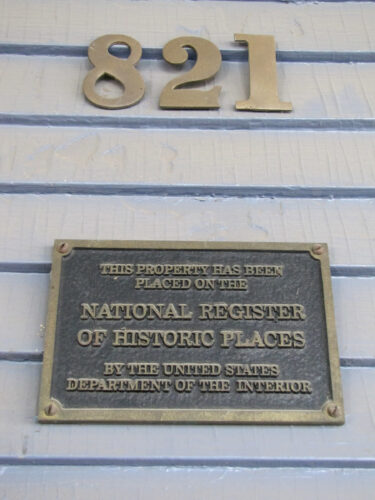 821
THIS PROPERTY HAS BEEN
PLACED ON THE
NATIONAL REGISTER
OF HISTORIC PLACES
BY THE UNITED STATES
DEPARTMENT OF THE INTERIOR